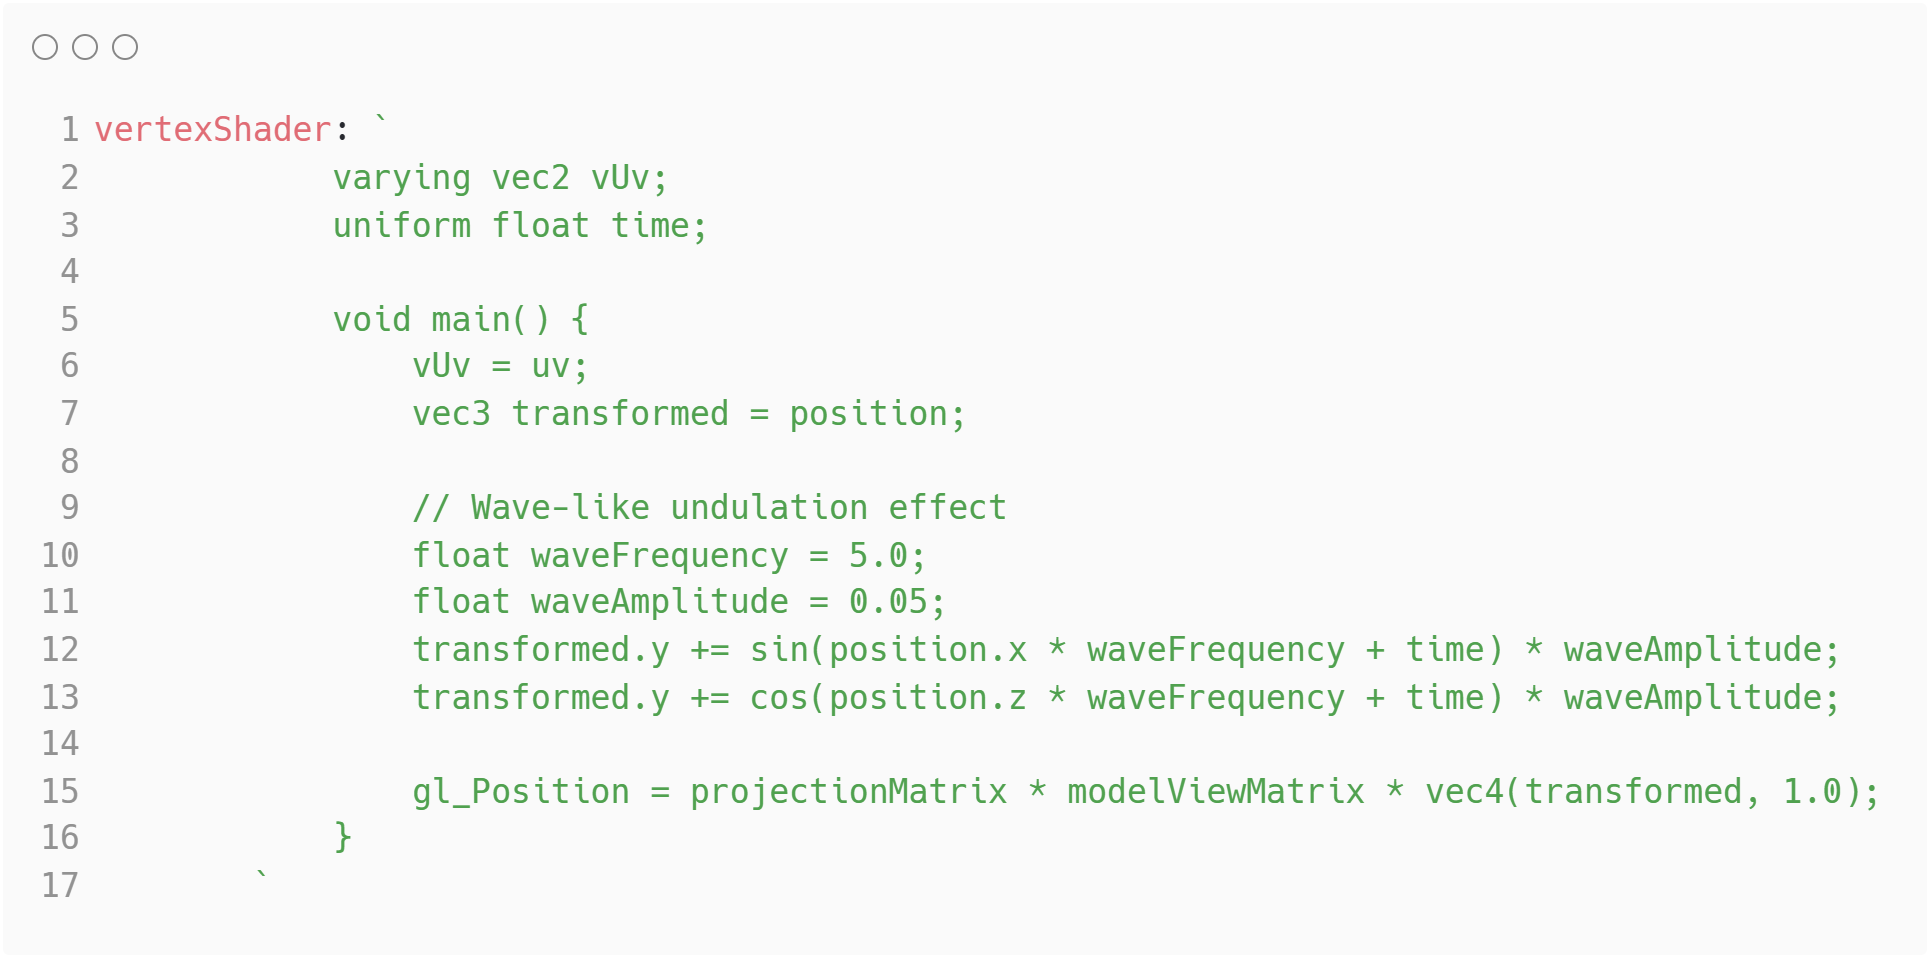 1 vertexShader: `
2 varying vec2 vUv;
3 uniform float time;
4
5 void main() {
6 vUv = uv;
7 vec3 transformed = position;
8
9 // Wave-like undulation effect
10 float waveFrequency = 5.0;
11 float waveAmplitude = 0.05;
12 transformed.y += sin(position.x * waveFrequency + time) * waveAmplitude;
13 transformed.y += cos(position.z * waveFrequency + time) * waveAmplitude;
14
15 gl_Position = projectionMatrix * modelViewMatrix * vec4(transformed, 1.0);
16 }
17 `